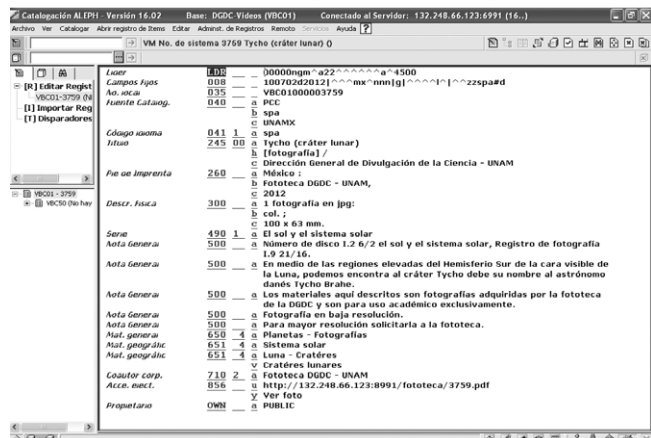 Catalogación ALEPH - Versión 16.02 Base: DGDC-Videos (VBC01) Conectado al Servidor: 132.248.66.123:6991 (16..)
Archivo Ver Catalogar Abrir registro de Items Editar Administ. de Registros Remoto Servicios Ayuda ?
VM No. de sistema 3759 Tycho (cráter lunar) ()
[R] Editar Regist
VBC01-3759 (NI
[I] Importar Reg
[T] Disparadores
VBC01 - 3759
VBC50 (No hay
Líder LDR 00000ngm^a22^^^^^^a^4500
Campos fijos 008 100702d2012|^^^mx^nnn|g|^^^^|^|^^zzspa#d
No. local 035 a VBC01000003759
Fuente Catalog. 040 a PCC
b spa
c UNAMX
Código idioma 041 1 a spa
Título 245 00 a Tycho (cráter lunar)
h [fotografía] /
c Dirección General de Divulgación de la Ciencia - UNAM
Pie de Imprenta 260 a México :
b Fototeca DGDC - UNAM,
c 2012
Descr. Física 300 a 1 fotografía en jpg:
b col. ;
c 100 x 63 mm.
Serie 490 1 a El sol y el sistema solar
Nota General 500 a Número de disco I.2 6/2 el sol y el sistema solar, Registro de fotografía
I.9 21/16.
Nota General 500 a En medio de las regiones elevadas del Hemisferio Sur de la cara visible de
la Luna, podemos encontra al cráter Tycho debe su nombre al astrónomo
danés Tycho Brahe.
Nota General 500 a Los materiales aquí descritos son fotografías adquiridas por la fototeca
de la DGDC y son para uso académico exclusivamente.
Nota General 500 a Fotografía en baja resolución.
Nota General 500 a Para mayor resolución solicitarla a la fototeca.
Mat. general 650 4 a Planetas - Fotografías
Mat. geográfic 651 4 a Sistema solar
Mat. geográfic 651 4 a Luna - Cratéres
v Cratéres lunares
Coautor corp. 710 2 a Fototeca DGDC - UNAM
Acce. elect. 856 u http://132.248.66.123:8991/fototeca/3759.pdf
y Ver foto
Propietario OWN a PUBLIC